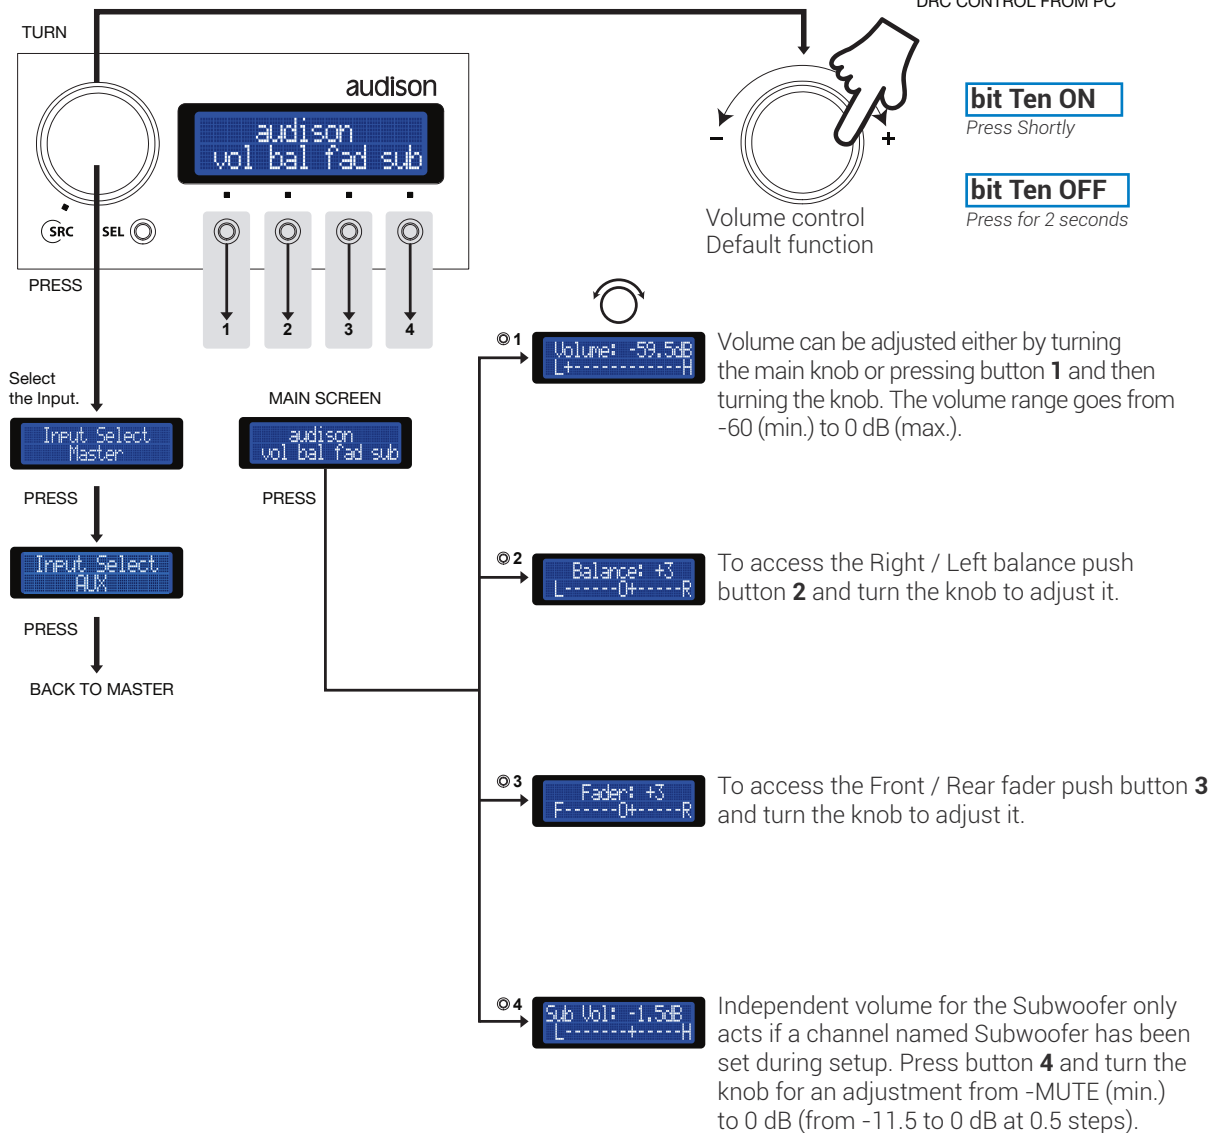 DRC CONTROL FROM PC
TURN
audison
audison
vol bal fad sub
SRC
SEL
PRESS
1
2
3
4
-
+
Volume control
Default function
bit Ten ON
Press Shortly
bit Ten OFF
Press for 2 seconds
Select
the Input.
Input Select
Master
PRESS
Input Select
AUX
PRESS
BACK TO MASTER
MAIN SCREEN
audison
vol bal fad sub
PRESS
1
Volume: -59.5dB
L+------------H
Volume can be adjusted either by turning
the main knob or pressing button 1 and then
turning the knob. The volume range goes from
-60 (min.) to 0 dB (max.).
2
Balance: +3
L------0+-----R
To access the Right / Left balance push
button 2 and turn the knob to adjust it.
3
Fader: +3
F------0+-----R
To access the Front / Rear fader push button 3
and turn the knob to adjust it.
4
Sub Vol: -1.5dB
L-------+----H
Independent volume for the Subwoofer only
acts if a channel named Subwoofer has been
set during setup. Press button 4 and turn the
knob for an adjustment from -MUTE (min.)
to 0 dB (from -11.5 to 0 dB at 0.5 steps).